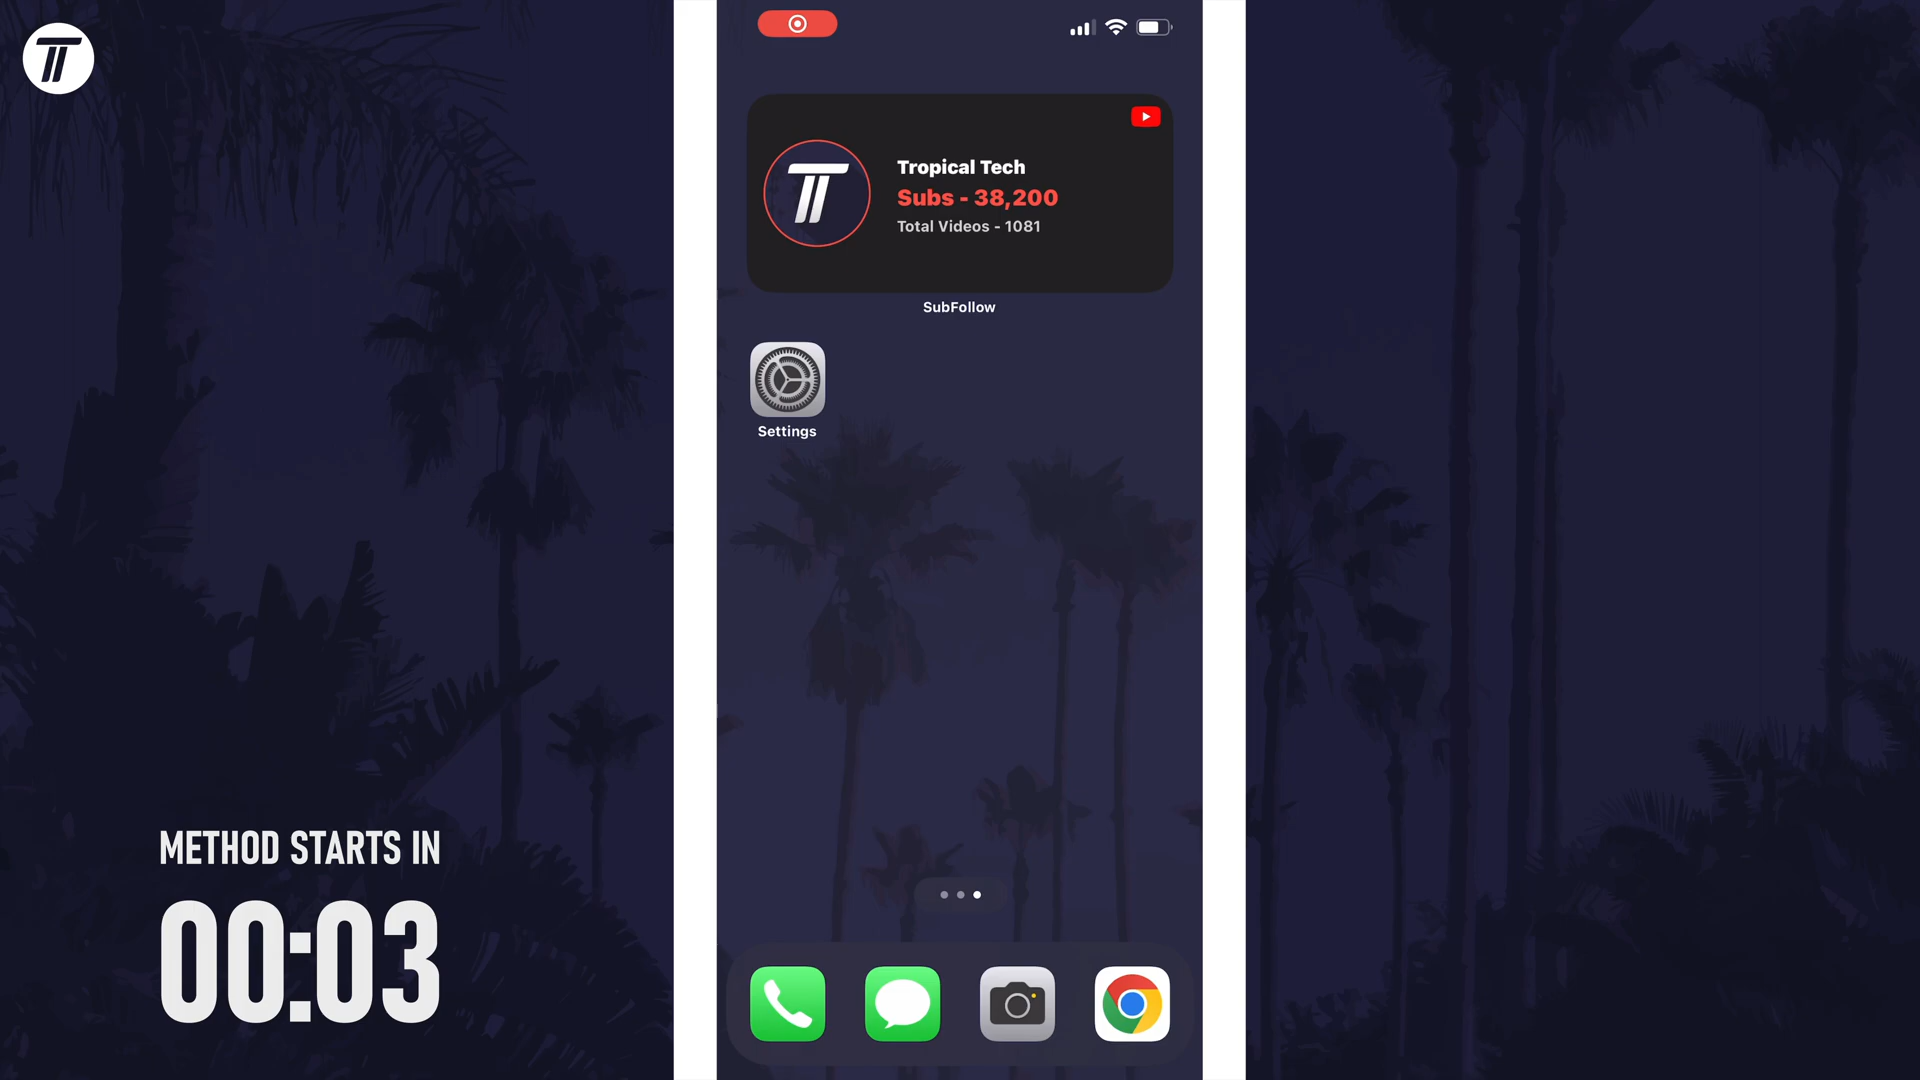 Tropical Tech
Subs - 38,200
Total Videos - 1081
SubFollow
Settings
METHOD STARTS IN
00:03